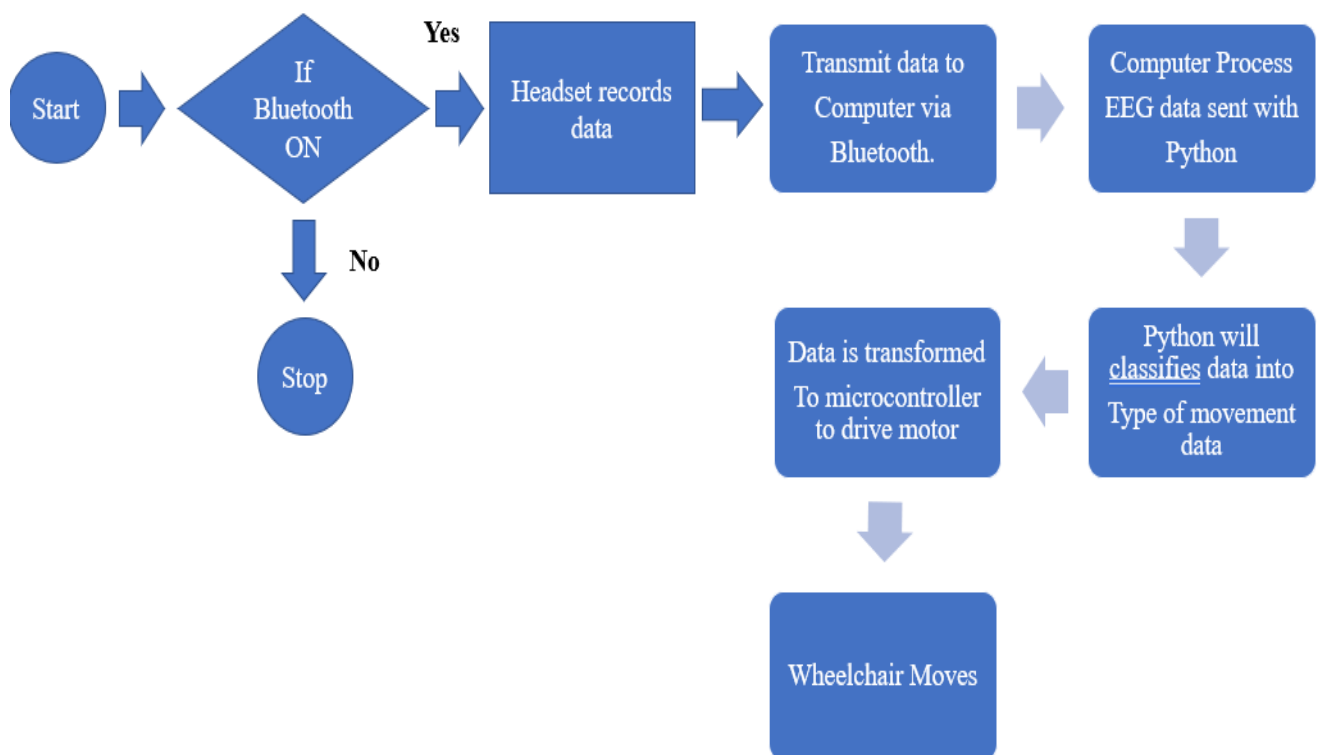 Start
If
Bluetooth
ON
Yes
No
Stop
Headset records
data
Transmit data to
Computer via
Bluetooth.
Computer Process
EEG data sent with
Python
Python will
classifies data into
Type of movement
data
Data is transformed
To microcontroller
to drive motor
Wheelchair Moves